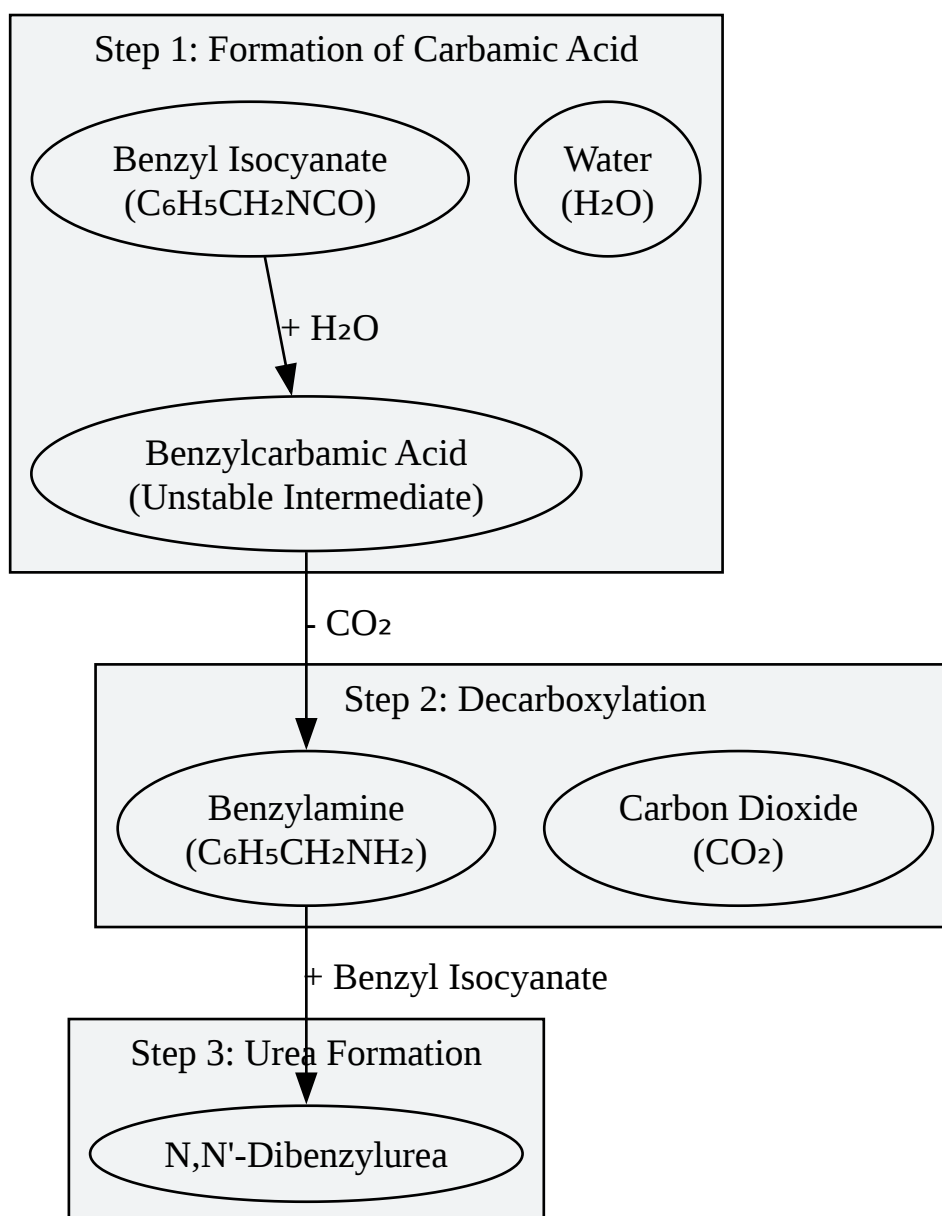 Step 1: Formation of Carbamic Acid
Benzyl Isocyanate
(C₆H₅CH₂NCO)
Water
(H₂O)
+ H₂O
Benzylcarbamic Acid
(Unstable Intermediate)
- CO₂
Step 2: Decarboxylation
Benzylamine
(C₆H₅CH₂NH₂)
Carbon Dioxide
(CO₂)
+ Benzyl Isocyanate
Step 3: Urea Formation
N,N'-Dibenzylurea